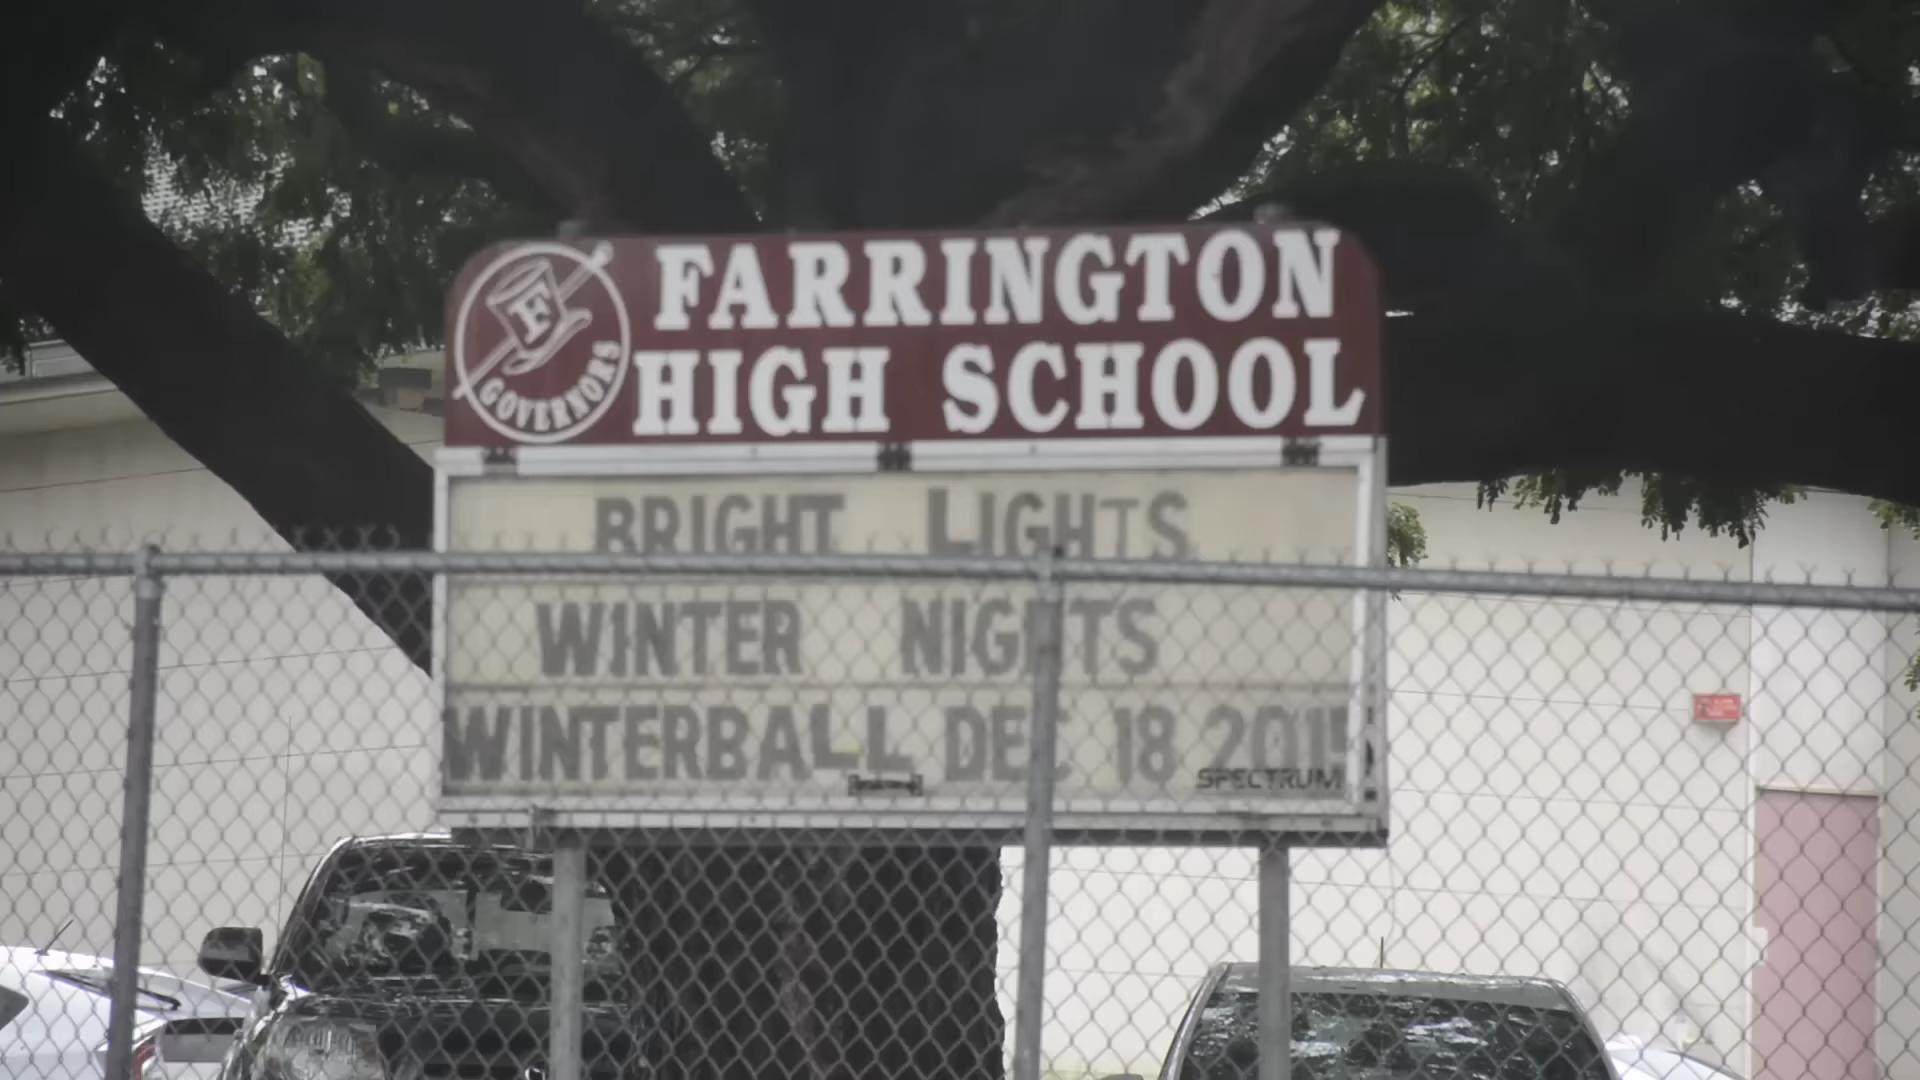 FARRINGTON
HIGH SCHOOL
F
GOVERNORS
BRIGHT LIGHTS
WINTER NIGHTS
WINTERBALL DEC 18 2015
SPECTRUM